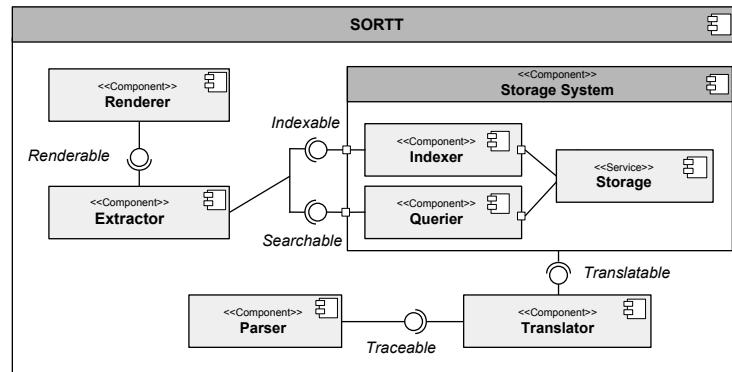 SORTT
<<Component>>
Renderer
<<Component>>
Storage System
Indexable
<<Component>>
Indexer
Renderable
<<Service>>
Storage
<<Component>>
Extractor
<<Component>>
Querier
Searchable
Translatable
<<Component>>
Parser
<<Component>>
Translator
Traceable